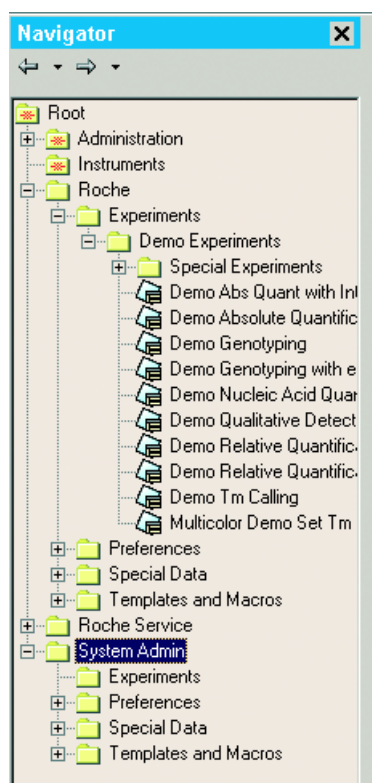 Navigator
Root
Administration
Instruments
Roche
Experiments
Demo Experiments
Special Experiments
Demo Abs Quant with Int
Demo Absolute Quantific
Demo Genotyping
Demo Genotyping with e
Demo Nucleic Acid Quar
Demo Qualitative Detect
Demo Relative Quantific
Demo Relative Quantific
Demo Tm Calling
Multicolor Demo Set Tm
Preferences
Special Data
Templates and Macros
Roche Service
System Admin
Experiments
Preferences
Special Data
Templates and Macros